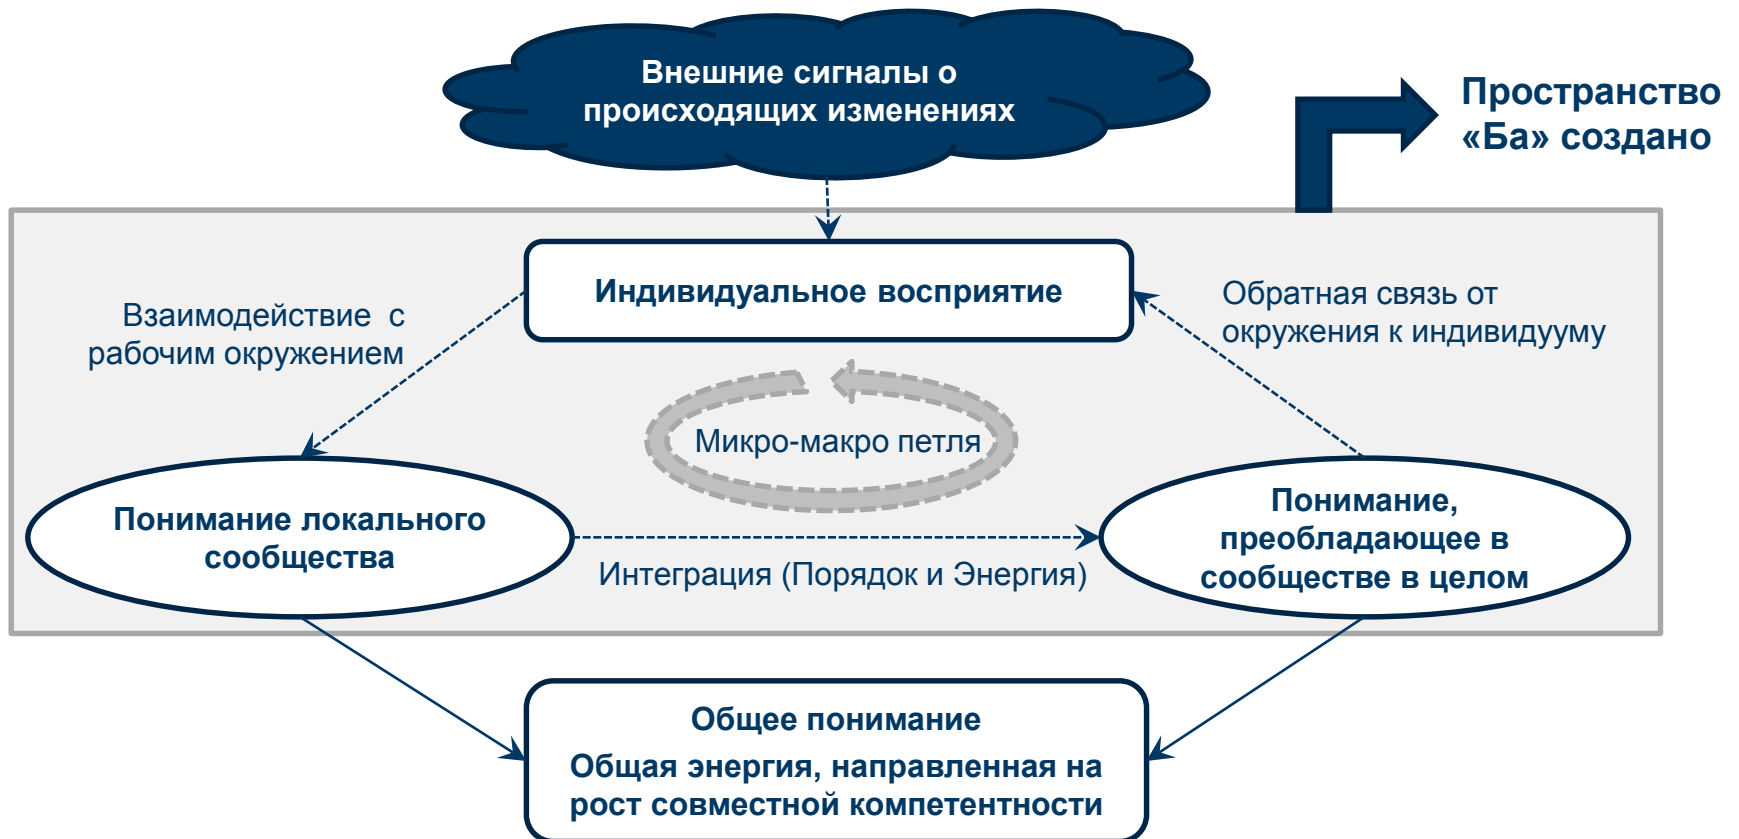 Внешние сигналы о
происходящих изменениях
Пространство
«Ба» создано
Индивидуальное восприятие
Взаимодействие с
рабочим окружением
Обратная связь от
окружения к индивидууму
Микро-макро петля
Понимание локального
сообщества
Интеграция (Порядок и Энергия)
Понимание,
преобладающее в
сообществе в целом
Общее понимание
Общая энергия, направленная на
рост совместной компетентности